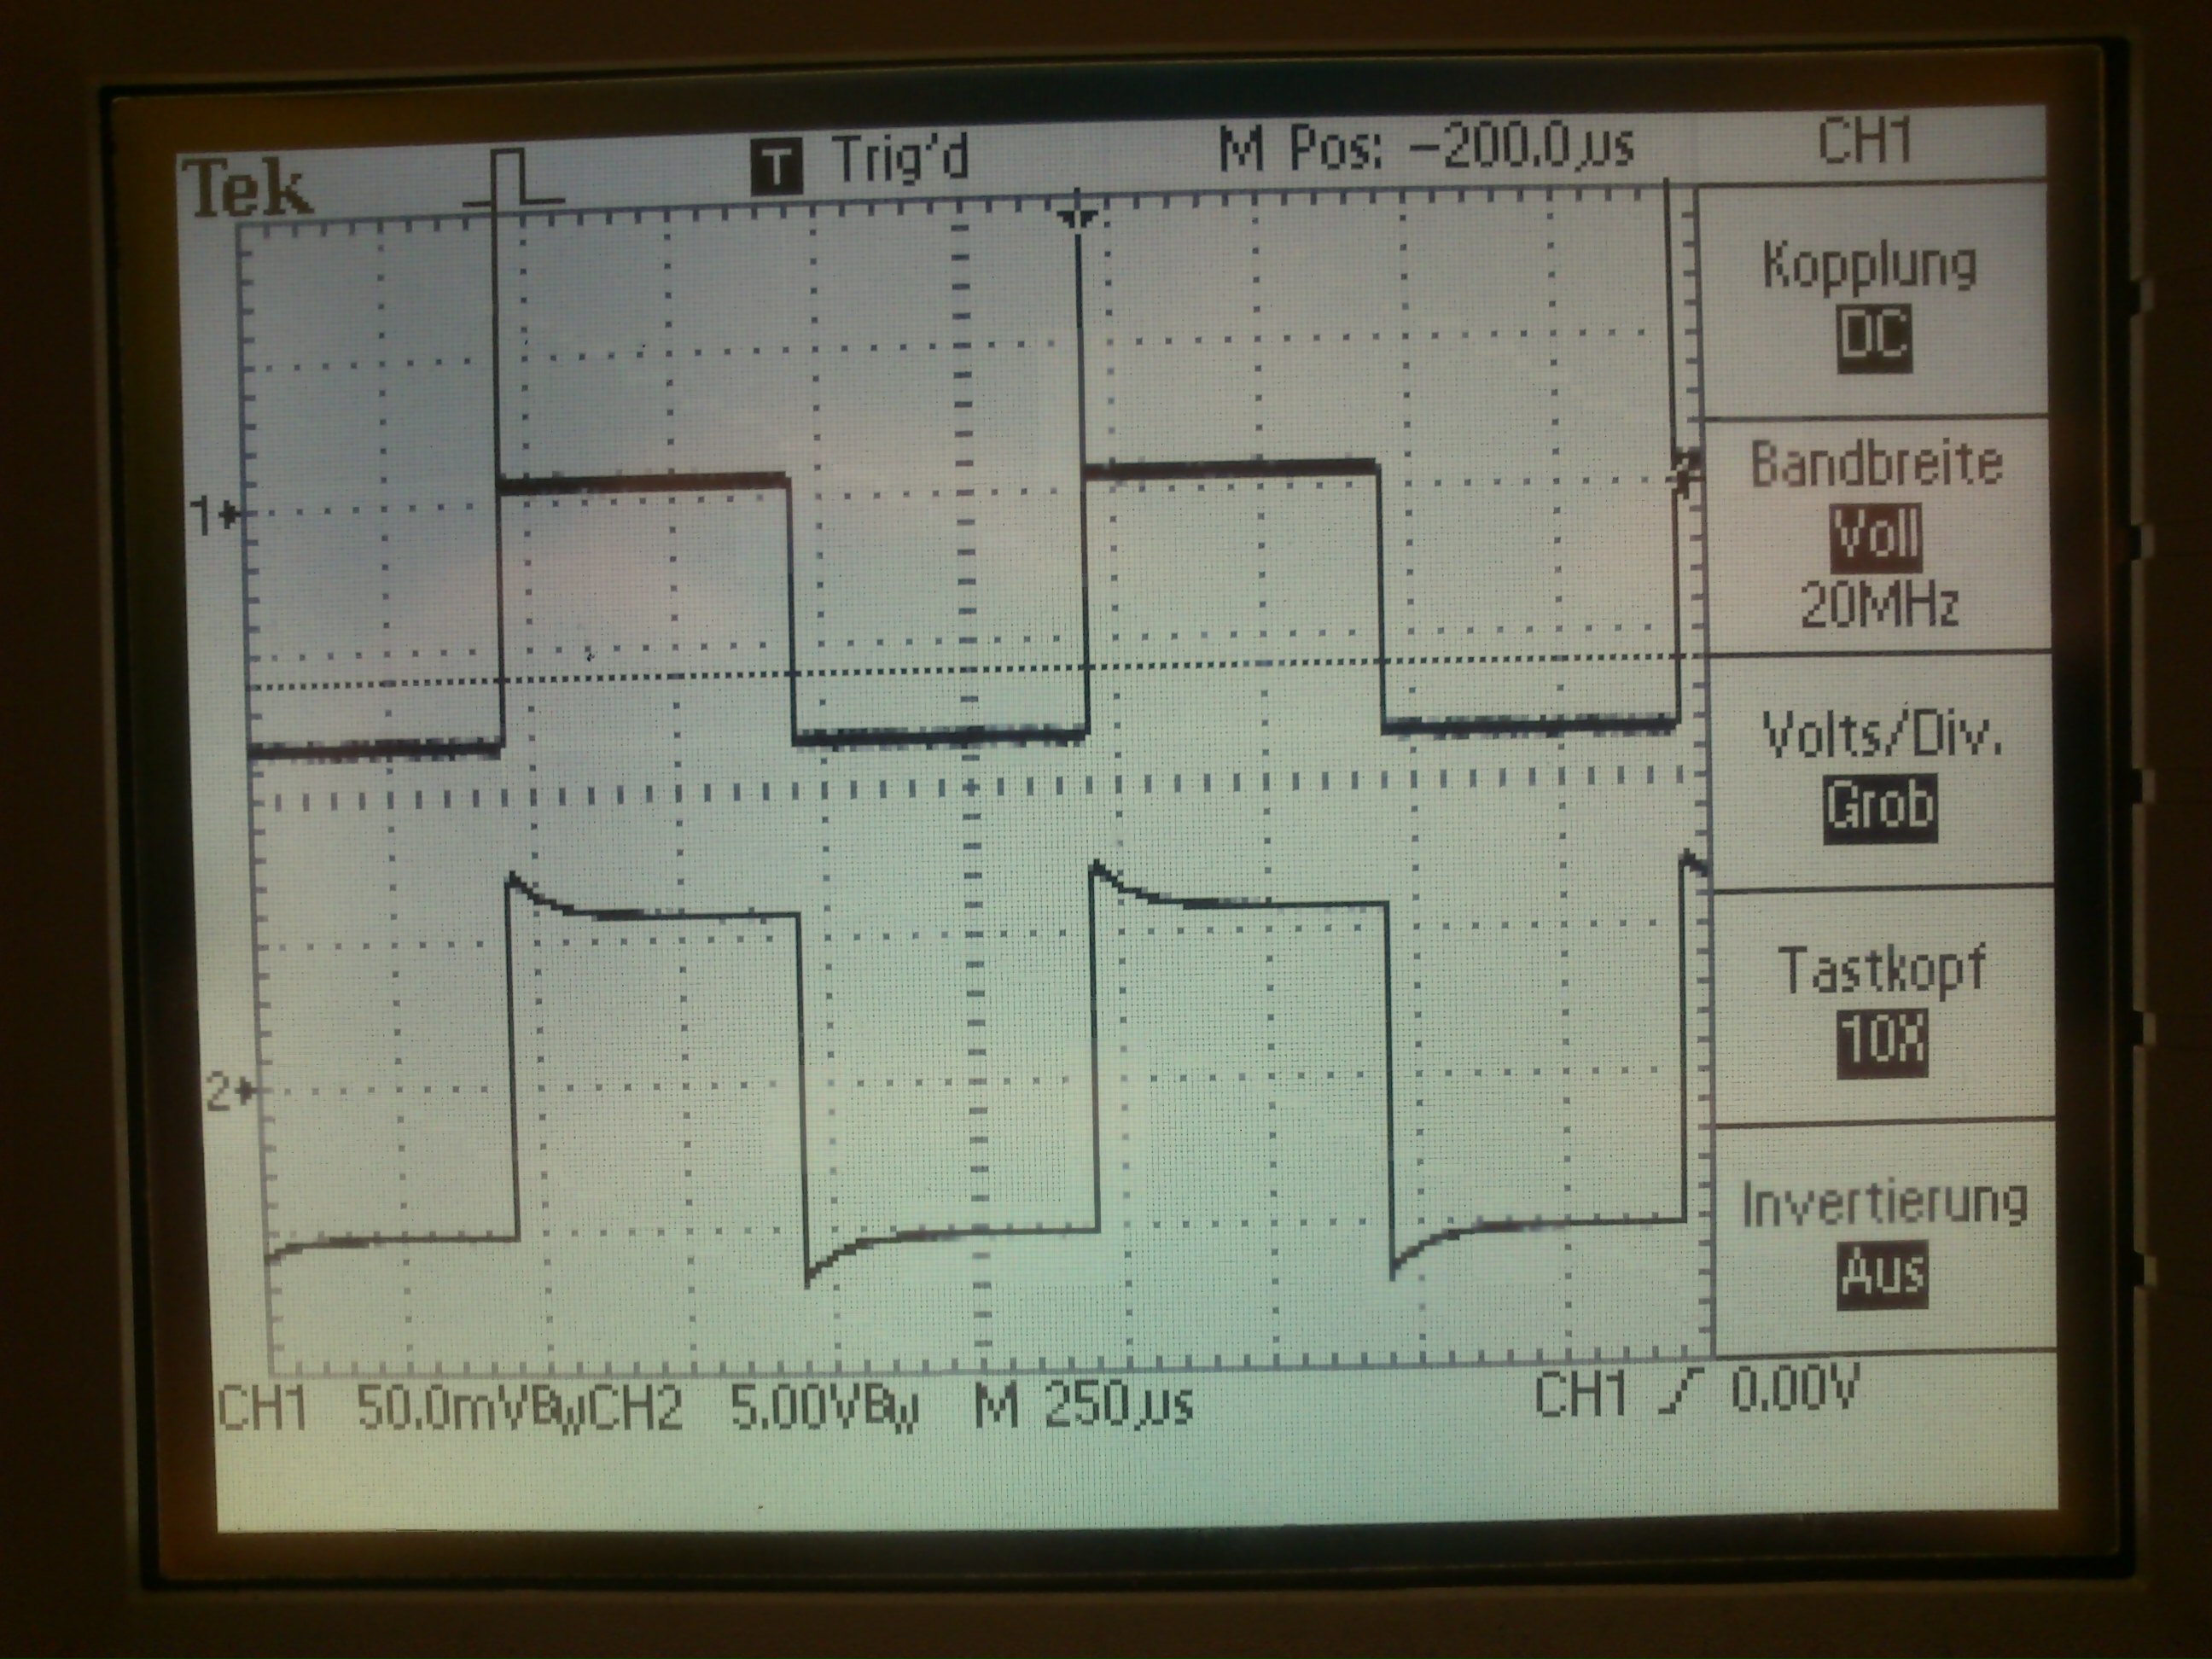 Tek T Trig'd M Pos: -200.0µs CH1
Kopplung
DC
1
Bandbreite
Voll
20MHz
Volts/Div.
Grob
Tastkopf
10X
2
Invertierung
Aus
CH1 50.0mVBW CH2 5.00VBW M 250µs CH1 0.00V